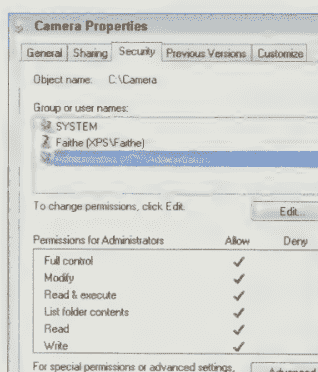 Camera Properties
General Sharing Security Previous Versions Customize
Object name: C:\Camera
Group or user names:
SYSTEM
Faithe (XPS\Faithe)
To change permissions, click Edit.
Edit...
Permissions for Administrators Allow Deny
Full control
Modify
Read & execute
List folder contents
Read
Write
For special permissions or advanced settings,
Advanced